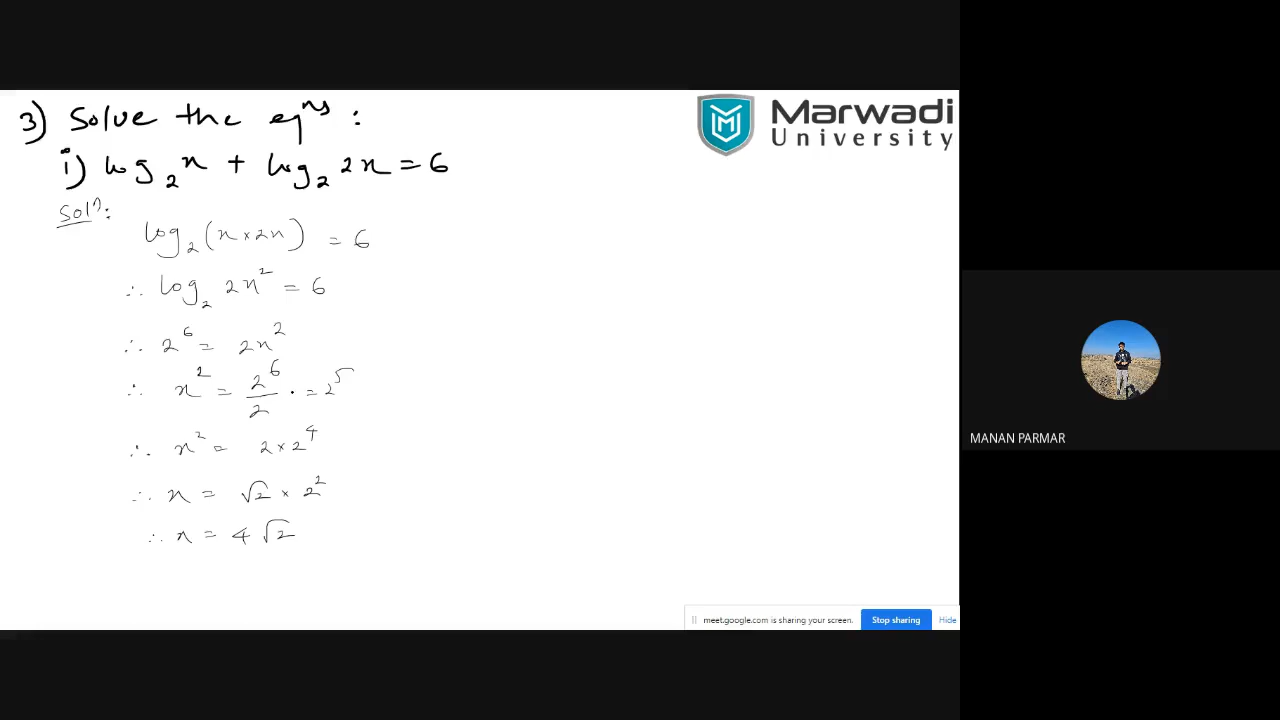 3) Solve the eqⁿˢ :
i) log₂ x + log₂ 2x = 6
Solⁿ:
log₂ (x × 2x) = 6
∴ log₂ 2x² = 6
∴ 2⁶ = 2x²
∴ x² = 2⁶/2 · = 2⁵
∴ x² = 2 × 2⁴
∴ x = √2 × 2²
∴ x = 4 √2
Marwadi
University
MANAN PARMAR
meet.google.com is sharing your screen.
Stop sharing
Hide